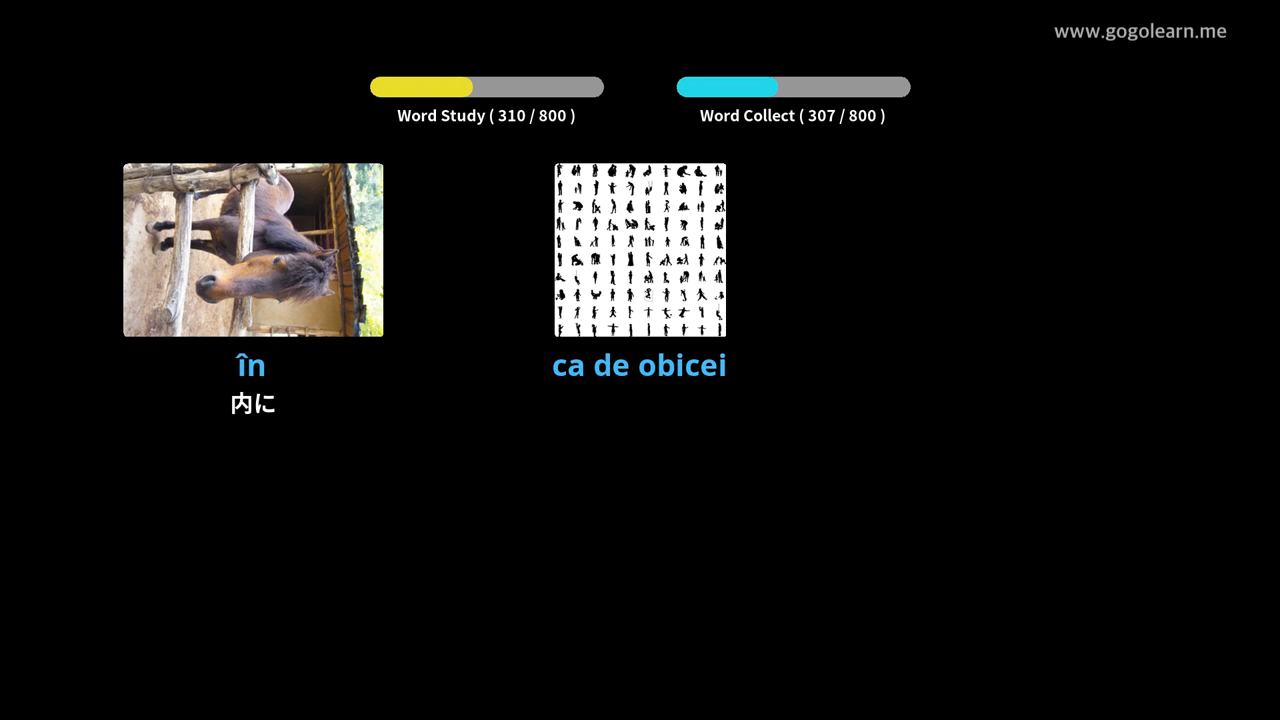 www.gogolearn.me
Word Study ( 310 / 800 )
Word Collect ( 307 / 800 )
în
内に
ca de obicei